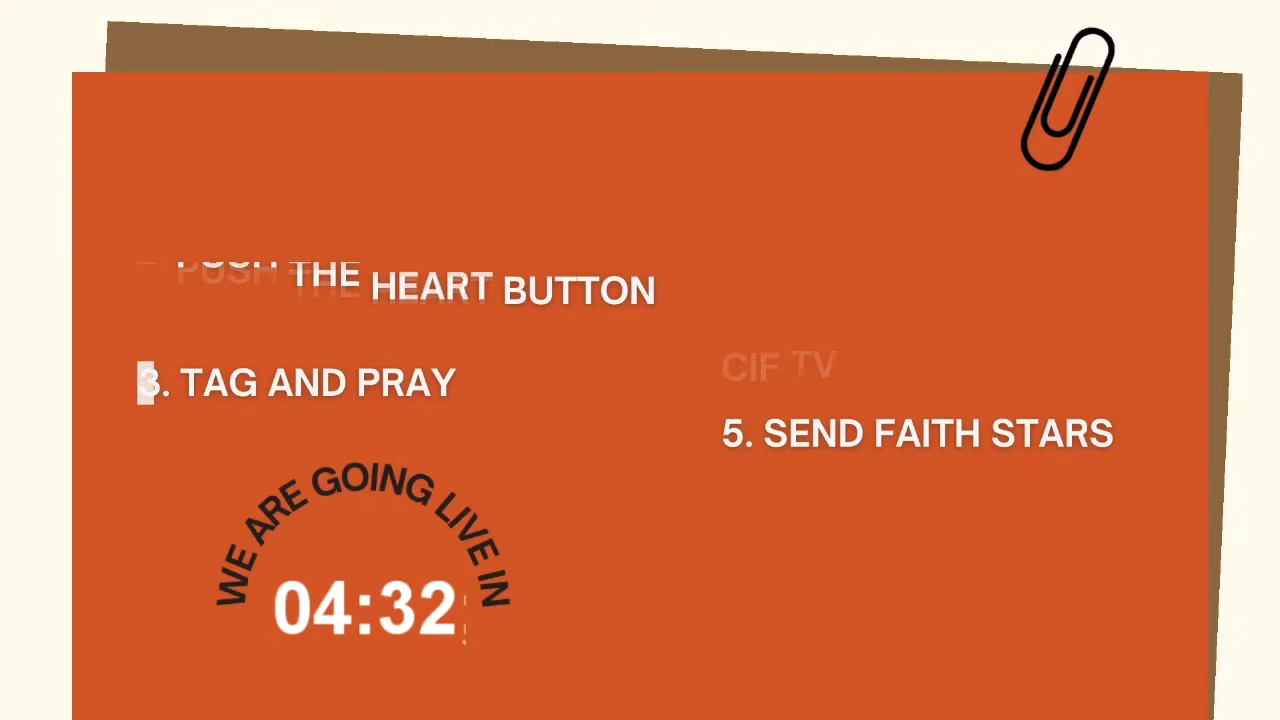 PUSH THE HEART BUTTON
3. TAG AND PRAY
CIF TV
5. SEND FAITH STARS
WE ARE GOING LIVE IN
04:32